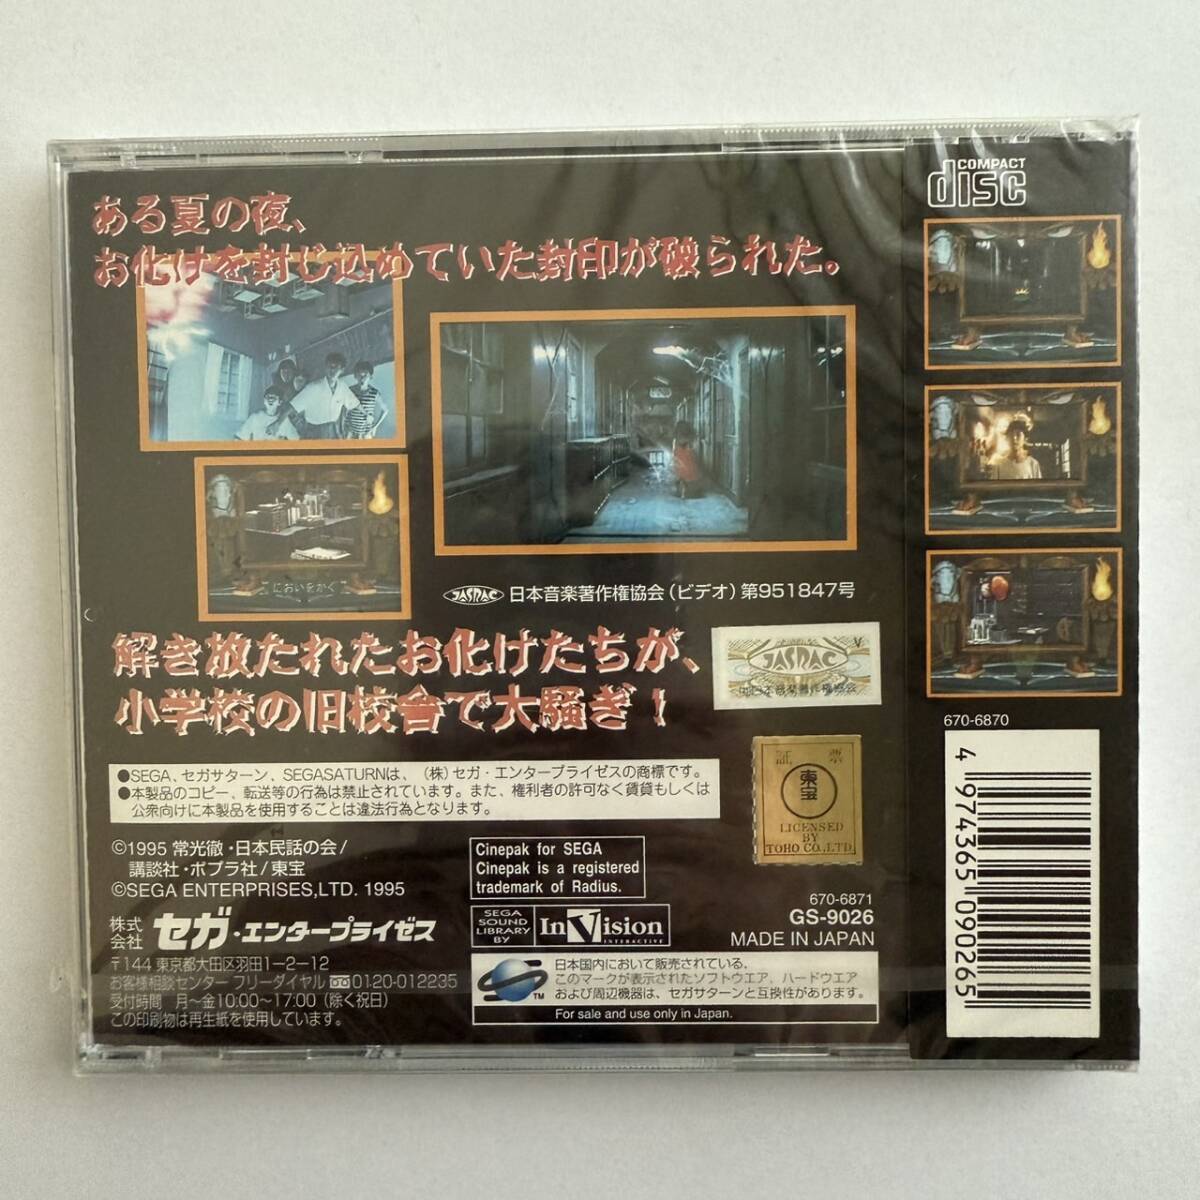 ある夏の夜、
お化けを封じ込めていた封印が破られた。
においをかぐ
JASRAC 日本音楽著作権協会(ビデオ)第951847号
解き放たれたお化けたちが、
小学校の旧校舎で大騒ぎ!
JASRAC
日本音楽著作権協会
●SEGA、セガサターン、SEGASATURNは、(株)セガ・エンタープライゼスの商標です。
●本製品のコピー、転送等の行為は禁止されています。また、権利者の許可なく賃貸もしくは
公衆向けに本製品を使用することは違法行為となります。
©1995 常光徹・日本民話の会/
講談社・ポプラ社/東宝
©SEGA ENTERPRISES,LTD. 1995
株式会社 セガ・エンタープライゼス
〒144 東京都大田区羽田1-2-12
お客様相談センター フリーダイヤル 0120-012235
受付時間 月~金10:00~17:00(除く祝日)
この印刷物は再生紙を使用しています。
Cinepak for SEGA
Cinepak is a registered
trademark of Radius.
SEGA
SOUND
LIBRARY
BY
InVision
INTERACTIVE
証票
東宝
LICENSED
BY
TOHO CO.,LTD.
670-6871
GS-9026
MADE IN JAPAN
TM
日本国内において販売されている、
このマークが表示されたソフトウエア、ハードウエア
および周辺機器は、セガサターンと互換性があります。
For sale and use only in Japan.
COMPACT
disc
670-6870
4 974365 090265